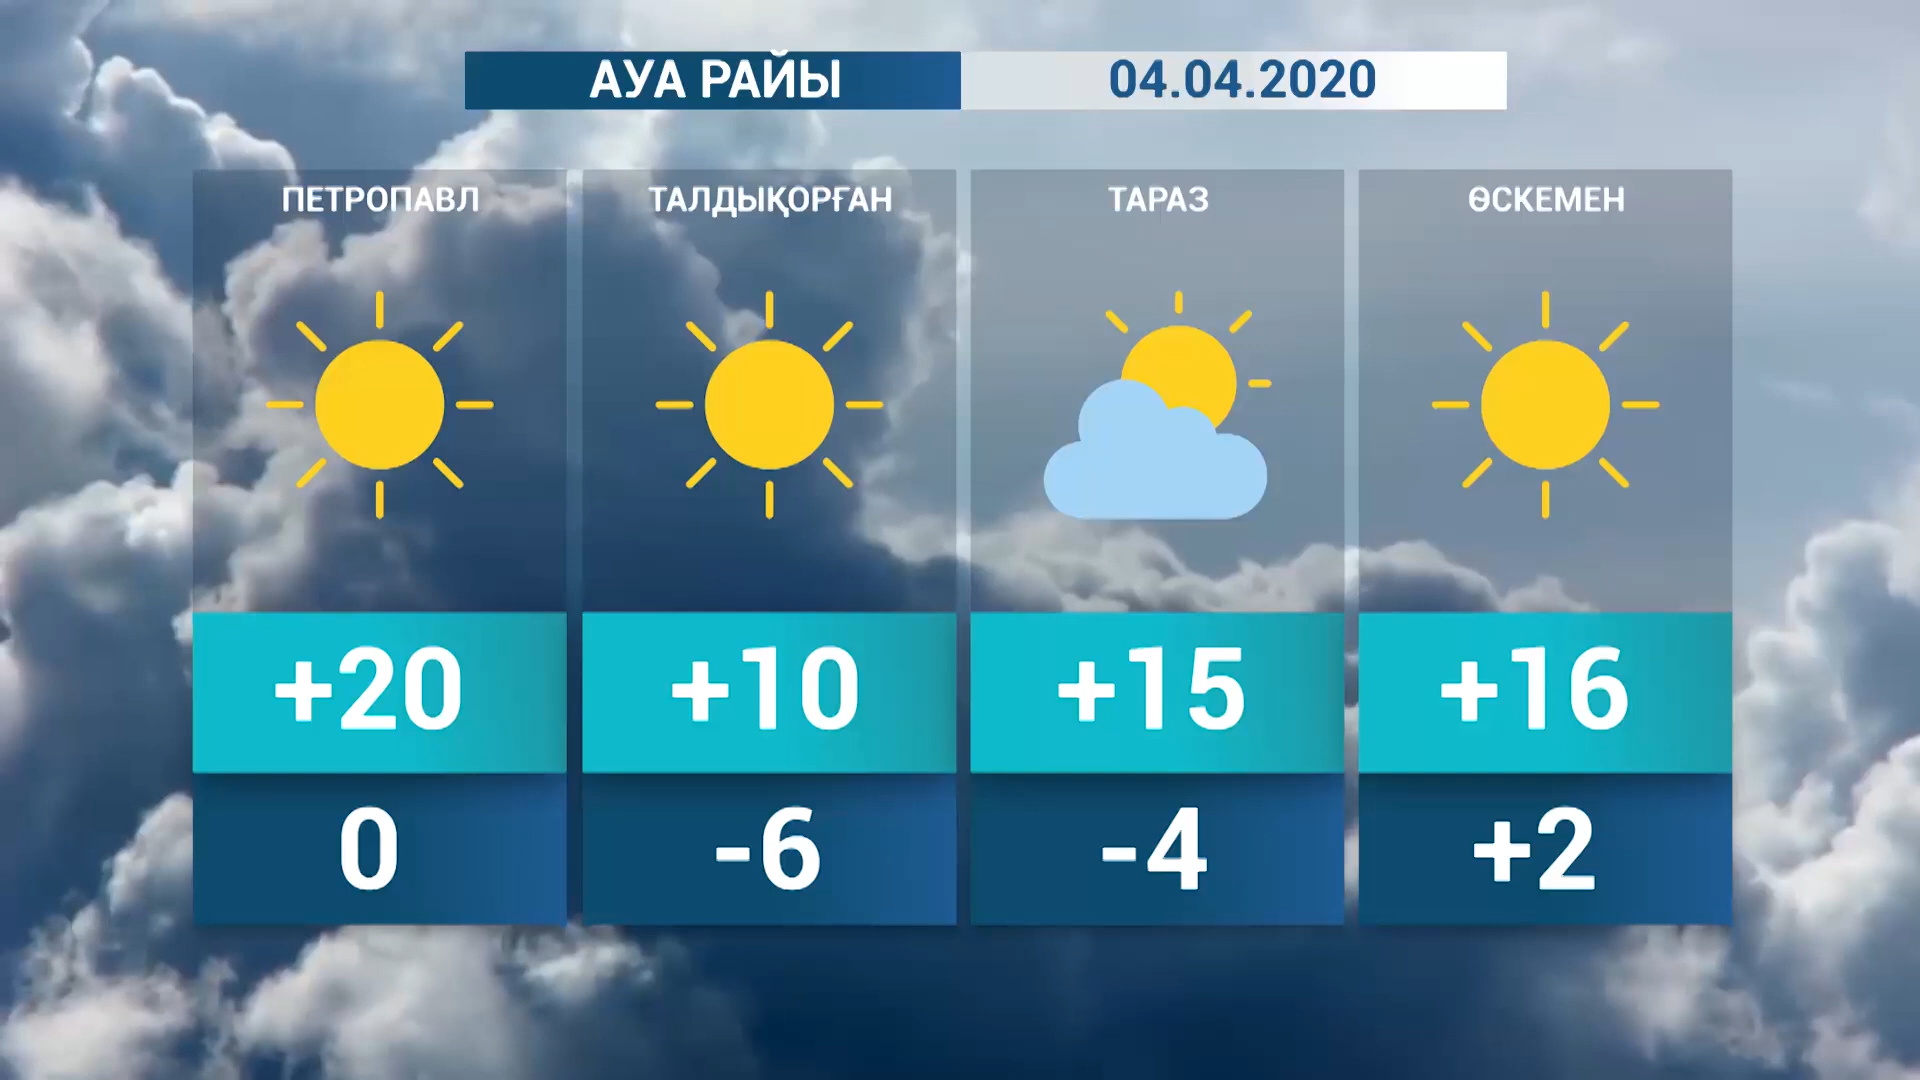 АУА РАЙЫ
04.04.2020
ПЕТРОПАВЛ
+20
0
ТАЛДЫҚОРҒАН
+10
-6
ТАРАЗ
+15
-4
ӨСКЕМЕН
+16
+2